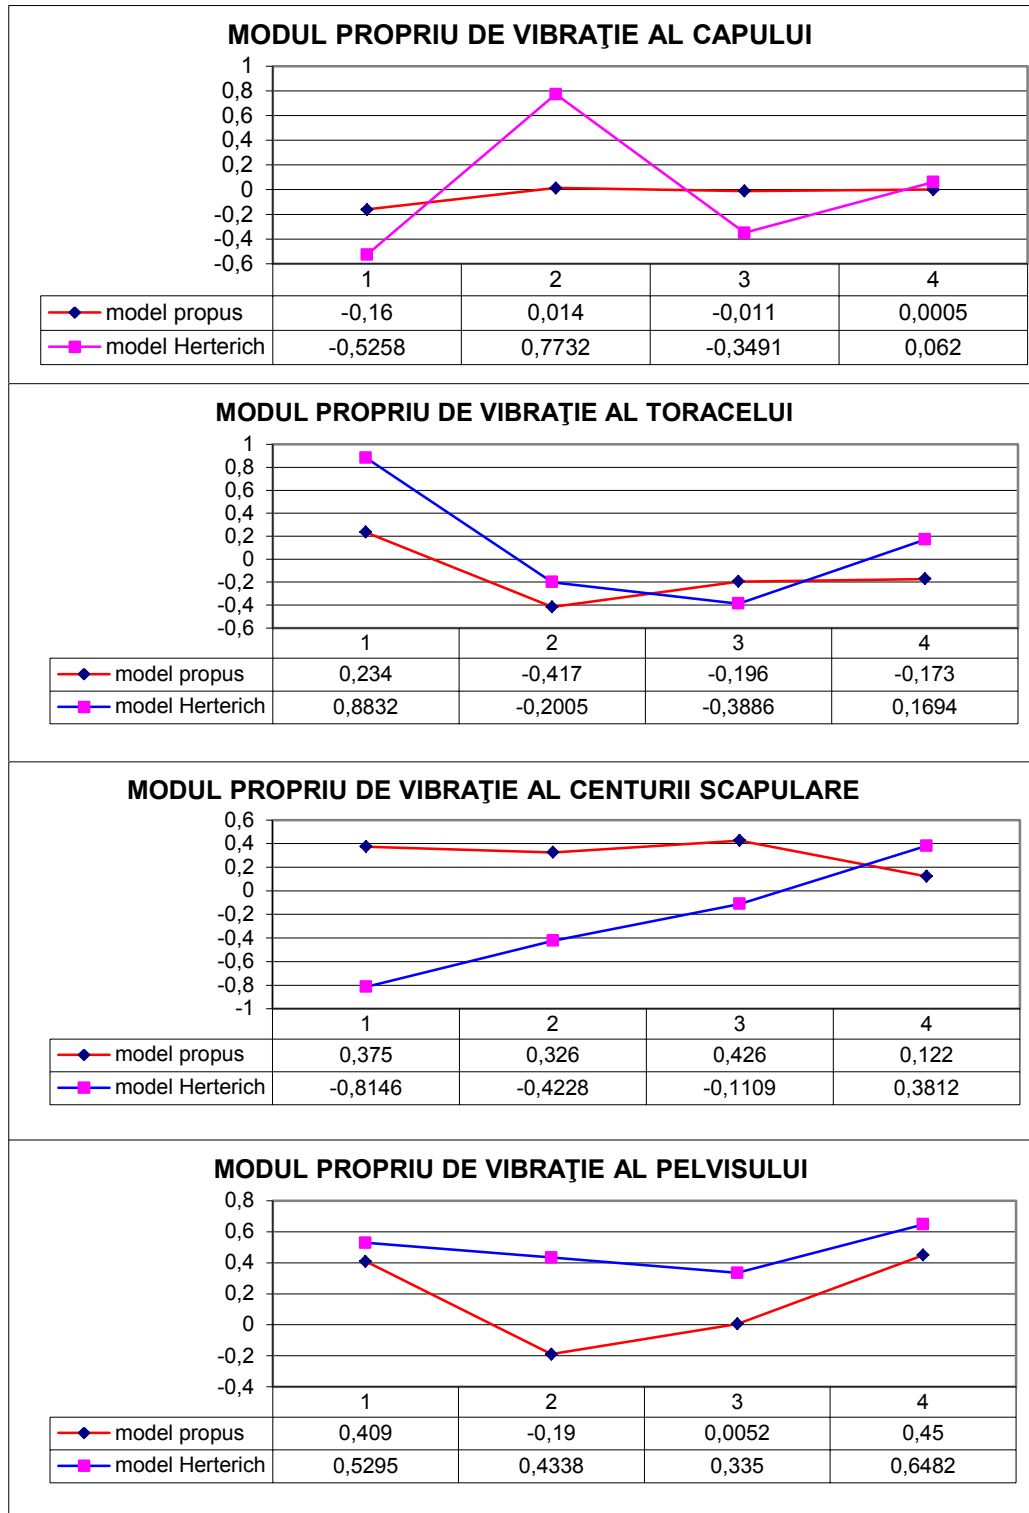 MODUL PROPRIU DE VIBRAŢIE AL CAPULUI
1
0,8
0,6
0,4
0,2
0
-0,2
-0,4
-0,6
1 2 3 4
model propus -0,16 0,014 -0,011 0,0005
model Herterich -0,5258 0,7732 -0,3491 0,062
MODUL PROPRIU DE VIBRAŢIE AL TORACELUI
1
0,8
0,6
0,4
0,2
0
-0,2
-0,4
-0,6
1 2 3 4
model propus 0,234 -0,417 -0,196 -0,173
model Herterich 0,8832 -0,2005 -0,3886 0,1694
MODUL PROPRIU DE VIBRAŢIE AL CENTURII SCAPULARE
0,6
0,4
0,2
0
-0,2
-0,4
-0,6
-0,8
-1
1 2 3 4
model propus 0,375 0,326 0,426 0,122
model Herterich -0,8146 -0,4228 -0,1109 0,3812
MODUL PROPRIU DE VIBRAŢIE AL PELVISULUI
0,8
0,6
0,4
0,2
0
-0,2
-0,4
1 2 3 4
model propus 0,409 -0,19 0,0052 0,45
model Herterich 0,5295 0,4338 0,335 0,6482